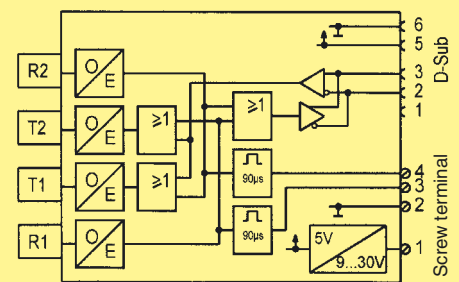 R2
O
E
T2
O
E
≥1
≥1
T1
O
E
≥1
R1
O
E
⎍
90µs
90µs
5V
9...30V
6
5
3
2
1
D-Sub
4
3
2
1
Screw terminal